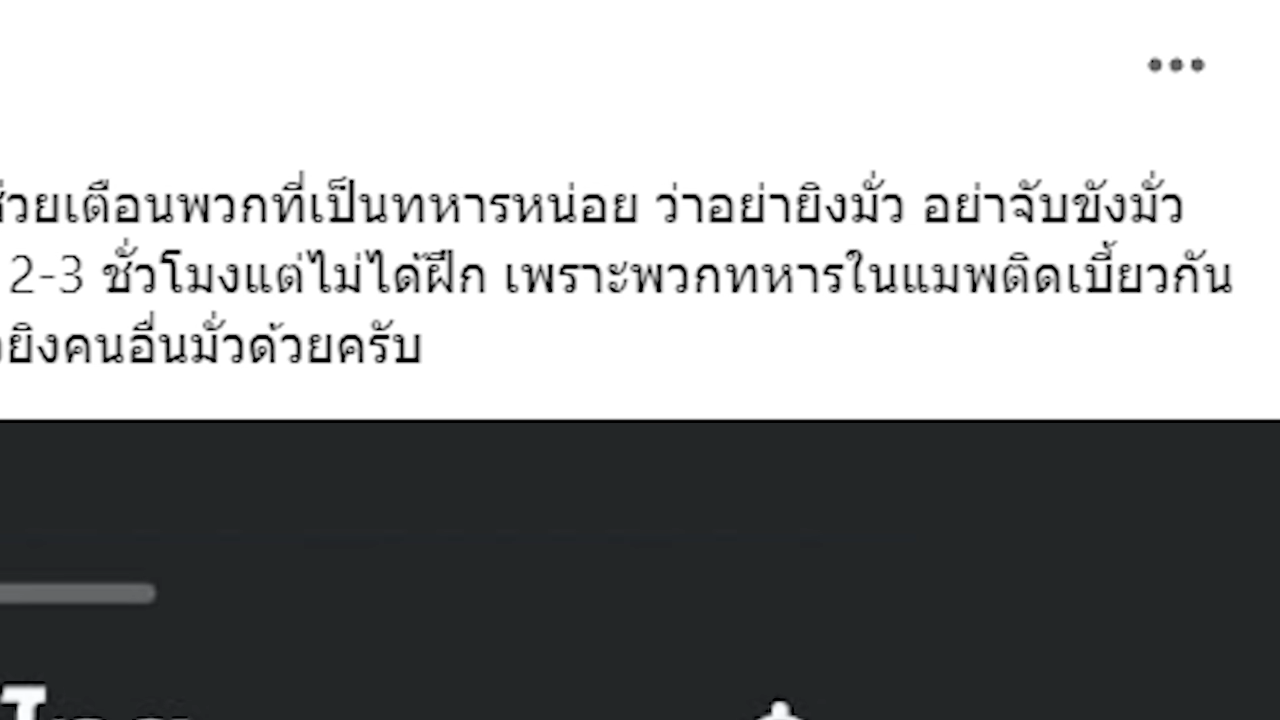 ช่วยเตือนพวกที่เป็นทหารหน่อย ว่าอย่ายิงมั่ว อย่าจับขังมั่ว
2-3 ชั่วโมงแต่ไม่ได้ฝึก เพราะพวกทหารในแมพติดเบี้ยวกัน
ยิงคนอื่นมั่วด้วยครับ